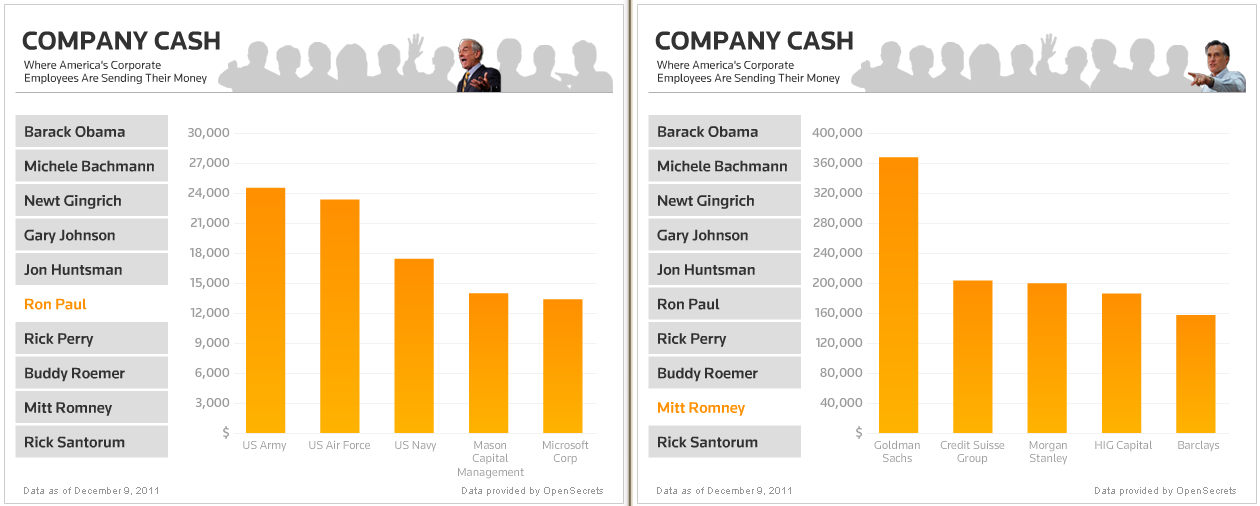 COMPANY CASH
Where America's Corporate
Employees Are Sending Their Money
Barack Obama
Michele Bachmann
Newt Gingrich
Gary Johnson
Jon Huntsman
Ron Paul
Rick Perry
Buddy Roemer
Mitt Romney
Rick Santorum
30,000
27,000
24,000
21,000
18,000
15,000
12,000
9,000
6,000
3,000
$
US Army
US Air Force
US Navy
Mason
Capital
Management
Microsoft
Corp
Data as of December 9, 2011
Data provided by OpenSecrets
COMPANY CASH
Where America's Corporate
Employees Are Sending Their Money
Barack Obama
Michele Bachmann
Newt Gingrich
Gary Johnson
Jon Huntsman
Ron Paul
Rick Perry
Buddy Roemer
Mitt Romney
Rick Santorum
400,000
360,000
320,000
280,000
240,000
200,000
160,000
120,000
80,000
40,000
$
Goldman
Sachs
Credit Suisse
Group
Morgan
Stanley
HIG Capital
Barclays
Data as of December 9, 2011
Data provided by OpenSecrets